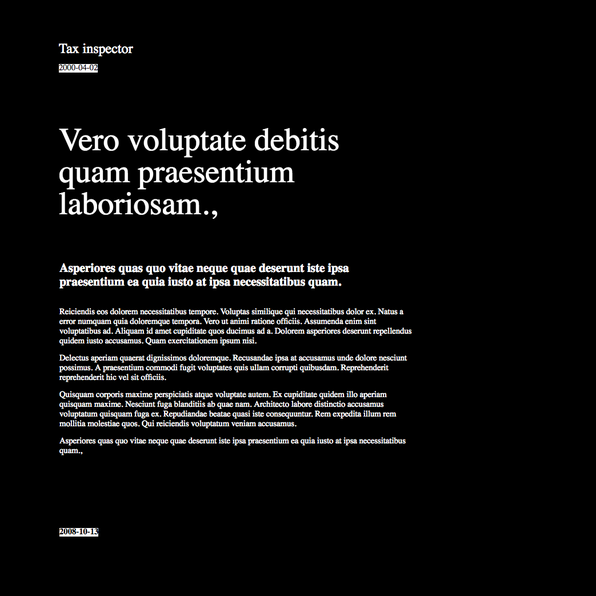 Tax inspector
2000-04-02
Vero voluptate debitis
quam praesentium
laboriosam.,
Asperiores quas quo vitae neque quae deserunt iste ipsa
praesentium ea quia iusto at ipsa necessitatibus quam.
Reiciendis eos dolorem necessitatibus tempore. Voluptas similique qui necessitatibus dolor ex. Natus a
error numquam quia doloremque tempora. Vero ut animi ratione officiis. Assumenda enim sint
voluptatibus ad. Aliquam id amet cupiditate quos ducimus ad a. Dolorem asperiores deserunt repellendus
quidem iusto accusamus. Quam exercitationem ipsum nisi.
Delectus aperiam quaerat dignissimos doloremque. Recusandae ipsa at accusamus unde dolore nesciunt
possimus. A praesentium commodi fugit voluptates quis ullam corrupti quibusdam. Reprehenderit
reprehenderit hic vel sit officiis.
Quisquam corporis maxime perspiciatis atque voluptate autem. Ex cupiditate quidem illo aperiam
quisquam maxime. Nesciunt fuga blanditiis ab quae nam. Architecto labore distinctio accusamus
voluptatum quisquam fuga ex. Repudiandae beatae quasi iste consequuntur. Rem expedita illum rem
mollitia molestiae quos. Qui reiciendis voluptatum veniam accusamus.
Asperiores quas quo vitae neque quae deserunt iste ipsa praesentium ea quia iusto at ipsa necessitatibus
quam.,
2008-10-13